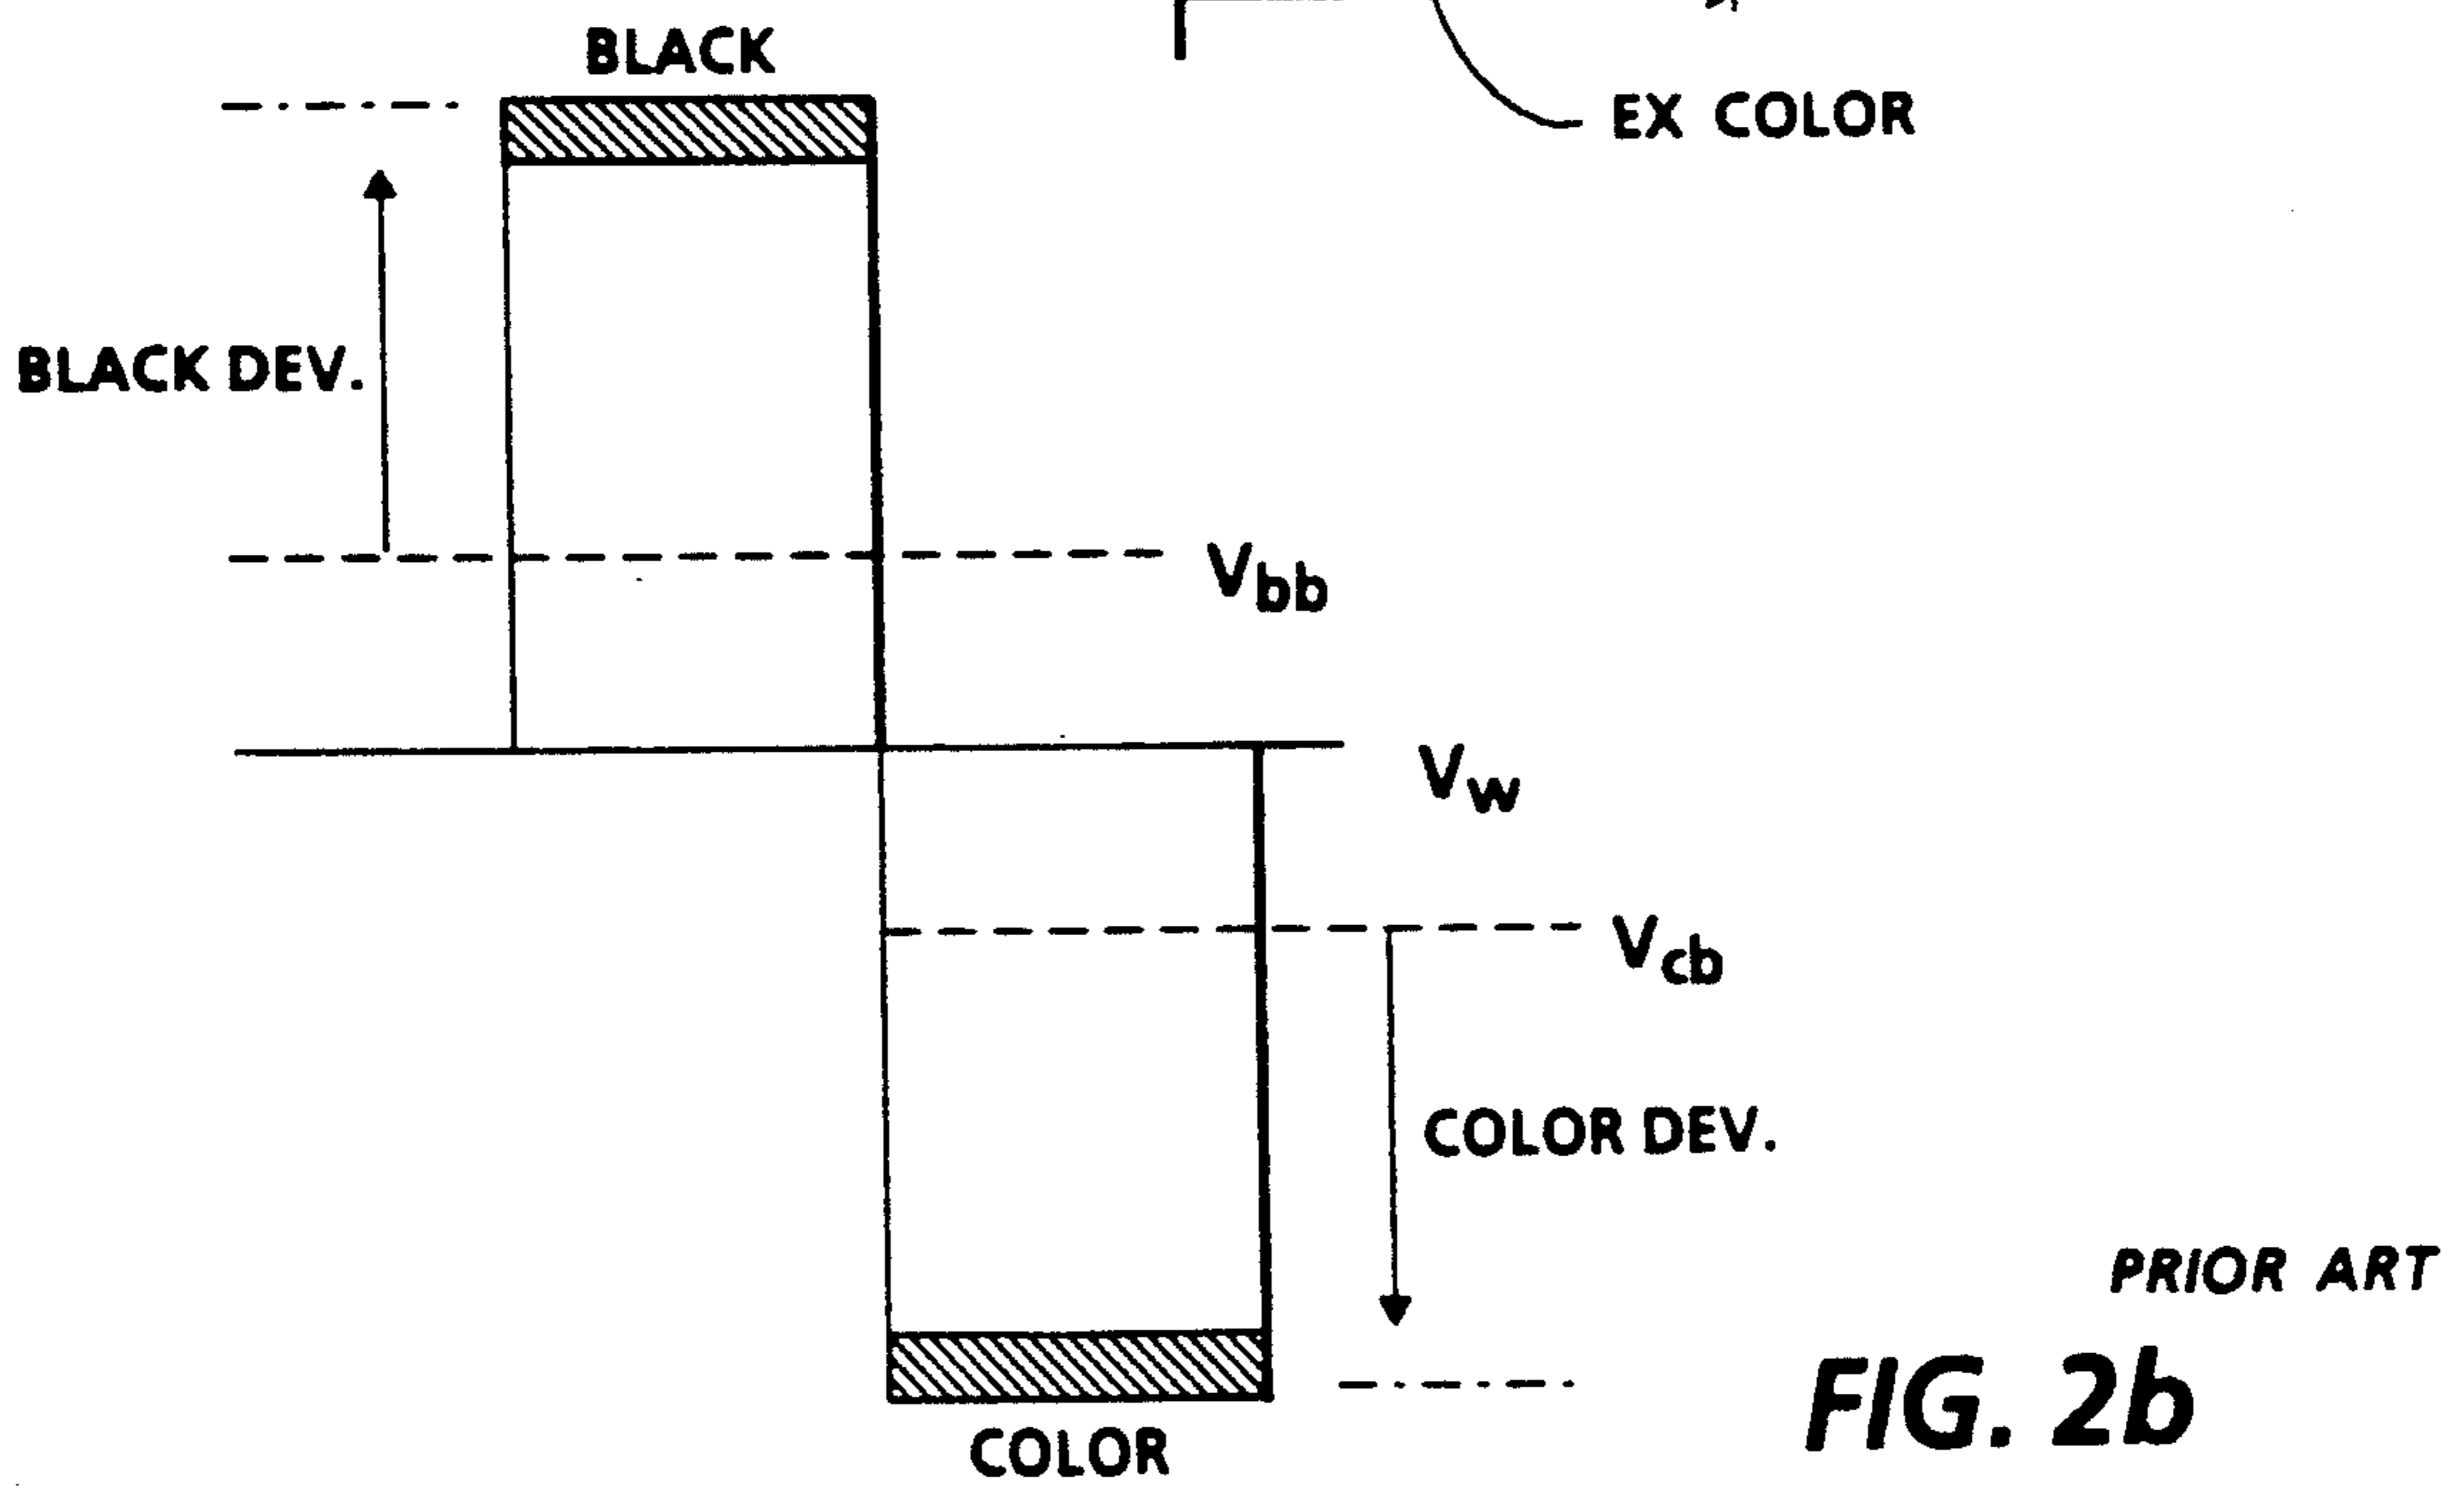 BLACK
EX COLOR
BLACK DEV.
Vbb
Vw
Vcb
COLOR DEV.
PRIOR ART
FIG. 2b
COLOR